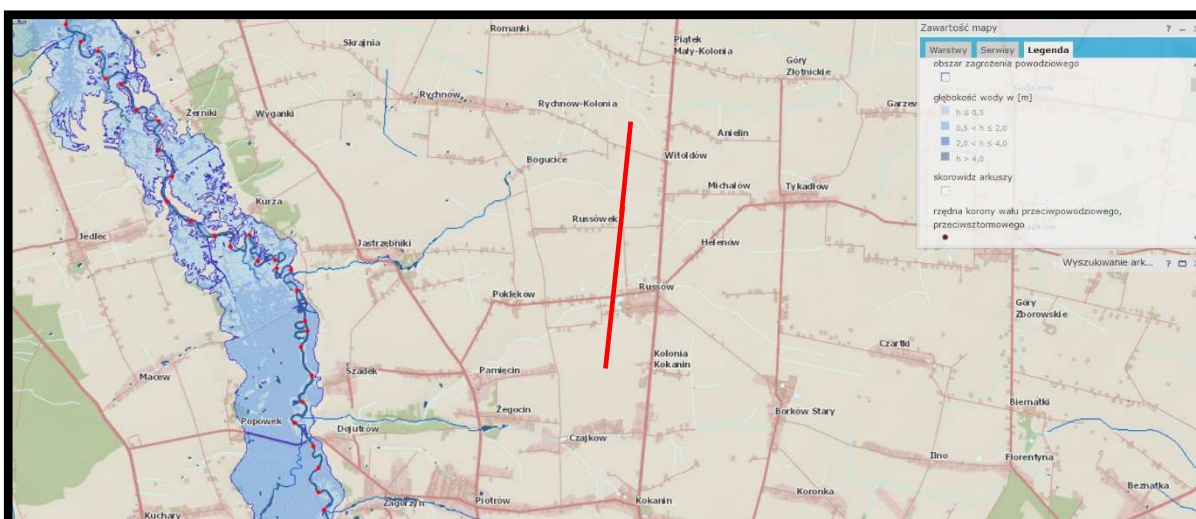 Romanki
Skrajnia
Piątek
Mały-Kolonia
Góry
Złotnickie
Rychnów
Rychnów-Kolonia
Garzew
Żerniki
Wyganki
Anielin
Bogucice
Witoldów
Michałów
Tykadłów
Kurza
Russówek
Jedlec
Jastrzębniki
Helenów
Poklęków
Russów
Góry
Zborowskie
Kolonia
Kokanin
Czartki
Macew
Szadek
Pamięcin
Biernatki
Żegocin
Borków Stary
Popowek
Dojutrów
Czajków
Ilno
Florentyna
Koronka
Beznatka
Zagorzyn
Piotrów
Kokanin
Kuchary
Zawartość mapy ? – ×
Warstwy Serwisy Legenda
obszar zagrożenia powodziowego
głębokość wody w [m]
h ≤ 0,5
0,5 < h ≤ 2,0
2,0 < h ≤ 4,0
h > 4,0
skorowidz arkuszy
rzędna korony wału przeciwpowodziowego,
przeciwsztormowego
Wyszukiwanie ark... ?